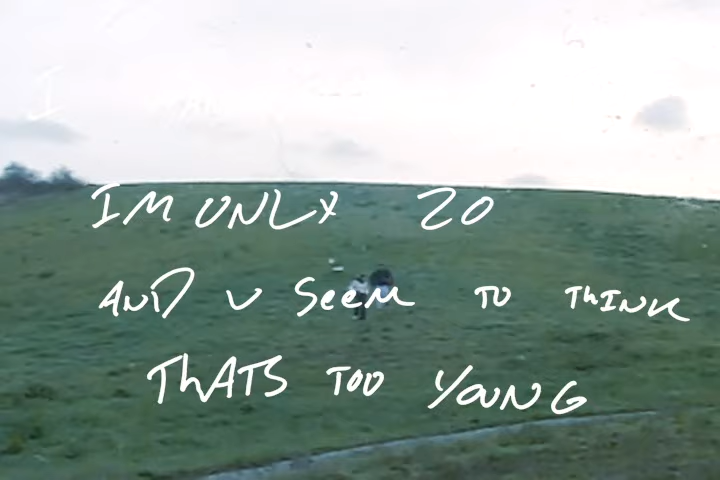 IM ONLY 20
AND U SEEM TO THINK
THATS TOO YOUNG